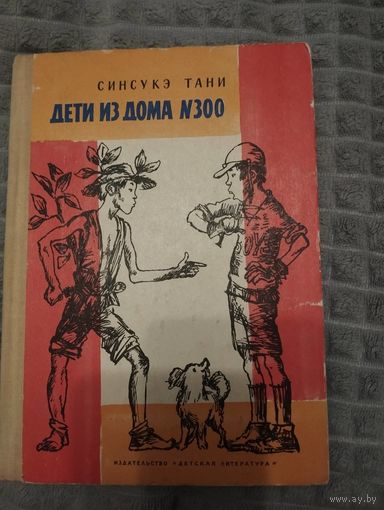 СИНСУКЭ ТАНИ
ДЕТИ ИЗ ДОМА №300
ИЗДАТЕЛЬСТВО «ДЕТСКАЯ ЛИТЕРАТУРА»
www.ay.by